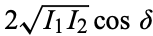 2√I₁I₂ cos δ